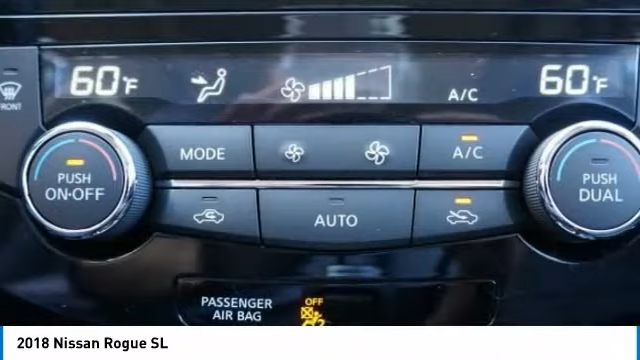 60°F
A/C
60°F
FRONT
PUSH
ON·OFF
MODE
A/C
PUSH
DUAL
AUTO
PASSENGER
AIR BAG
OFF
2018 Nissan Rogue SL